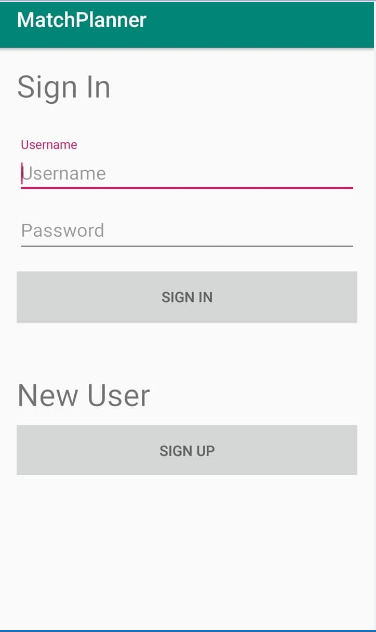 MatchPlanner
Sign In
Username
Username
Password
SIGN IN
New User
SIGN UP